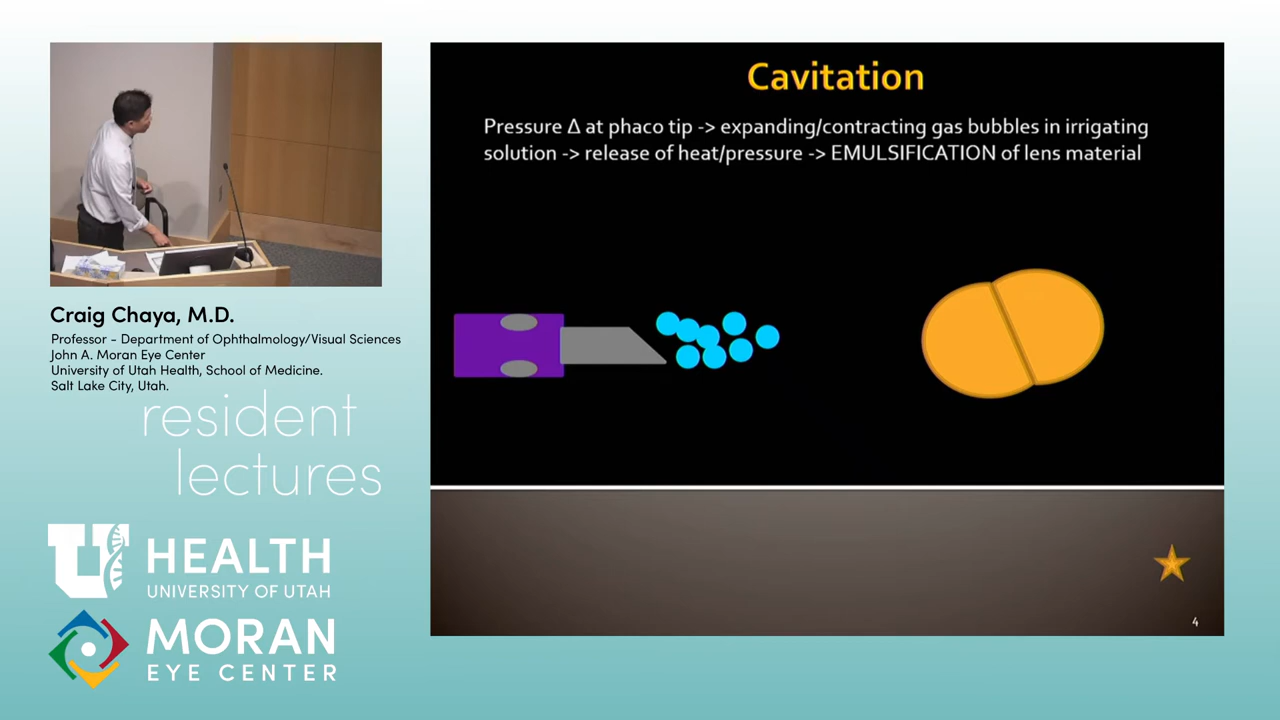 Cavitation
Pressure Δ at phaco tip -> expanding/contracting gas bubbles in irrigating
solution -> release of heat/pressure -> EMULSIFICATION of lens material
Craig Chaya, M.D.
Professor - Department of Ophthalmology/Visual Sciences
John A. Moran Eye Center
University of Utah Health, School of Medicine.
Salt Lake City, Utah.
resident
lectures
U HEALTH
UNIVERSITY OF UTAH
MORAN
EYE CENTER
4